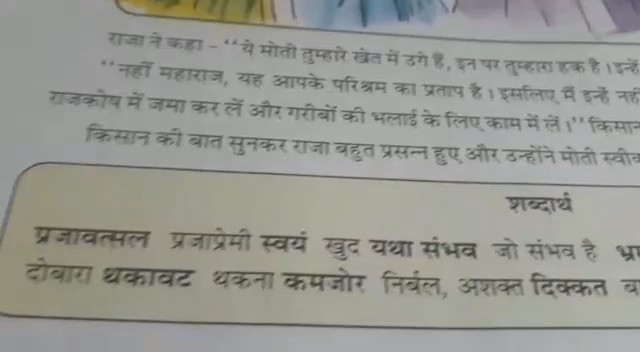 राजा ने कहा - "ये मोती तुम्हारे खेत में उगे हैं, इन पर तुम्हारा हक है। इन्हें
"नहीं महाराज, यह आपके परिश्रम का प्रताप है। इसलिए मैं इन्हें नहीं
राजकोष में जमा कर लें और गरीबों की भलाई के लिए काम में लें।" किसान
किसान की बात सुनकर राजा बहुत प्रसन्न हुए और उन्होंने मोती
शब्दार्थ
प्रजावत्सल प्रजाप्रेमी स्वयं खुद यथा संभव जो संभव है
दोबारा थकावट थकना कमजोर निर्बल, अशक्त दिक्कत